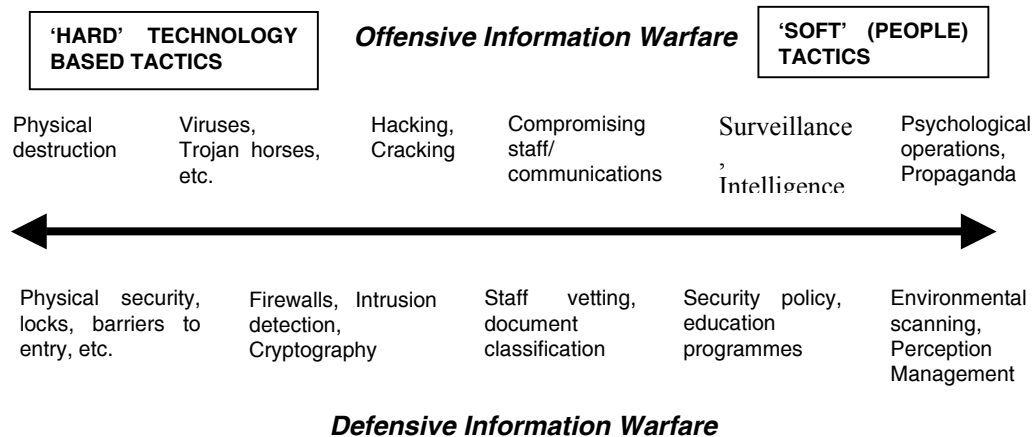 ‘HARD’ TECHNOLOGY
BASED TACTICS
Offensive Information Warfare
‘SOFT’ (PEOPLE)
TACTICS
Physical
destruction
Viruses,
Trojan horses,
etc.
Hacking,
Cracking
Compromising
staff/
communications
Surveillance
,
Intelligence
Psychological
operations,
Propaganda
Physical security,
locks, barriers to
entry, etc.
Firewalls, Intrusion
detection,
Cryptography
Staff vetting,
document
classification
Security policy,
education
programmes
Environmental
scanning,
Perception
Management
Defensive Information Warfare